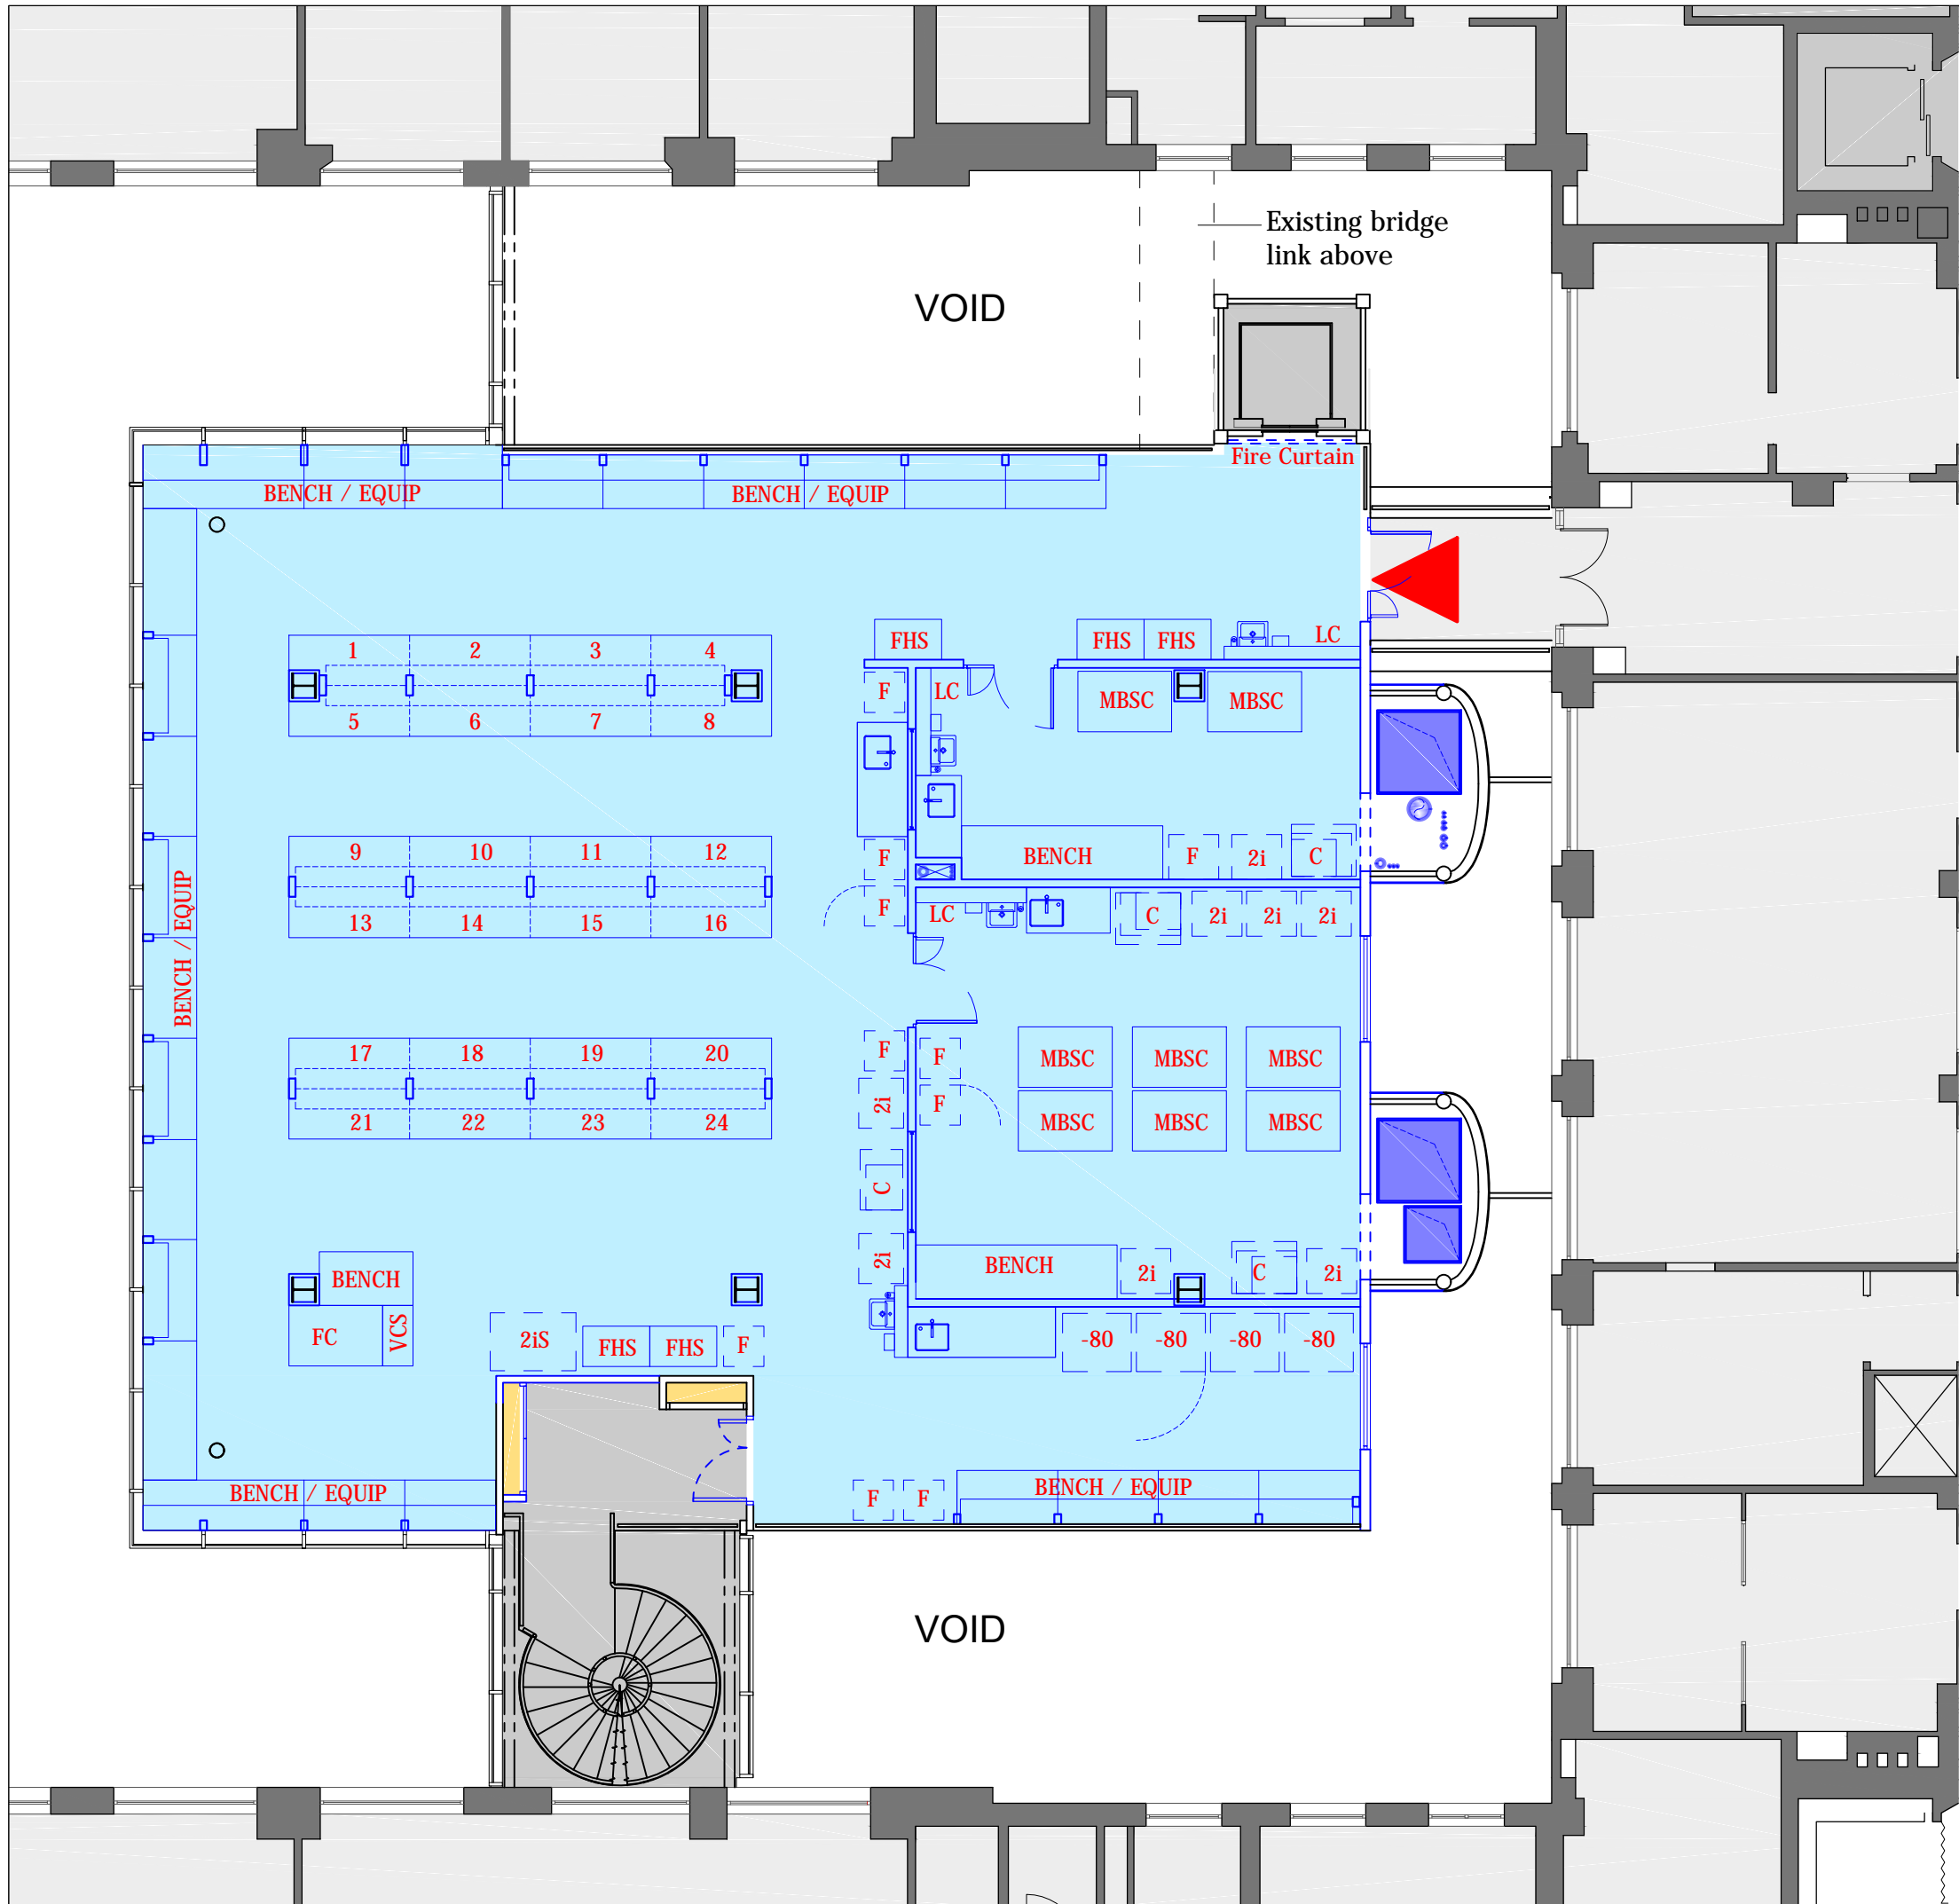 Existing bridge
link above
VOID
Fire Curtain
BENCH / EQUIP
BENCH / EQUIP
FHS
FHS
FHS
LC
1
2
3
4
5
6
7
8
F
LC
MBSC
MBSC
9
10
11
12
F
BENCH
F
2i
C
13
14
15
16
F
LC
C
2i
2i
2i
BENCH / EQUIP
17
18
19
20
F
F
MBSC
MBSC
MBSC
21
22
23
24
2i
F
MBSC
MBSC
MBSC
C
2i
BENCH
2i
C
2i
BENCH
FC
VCS
2iS
FHS
FHS
F
-80
-80
-80
-80
BENCH / EQUIP
F
F
BENCH / EQUIP
VOID